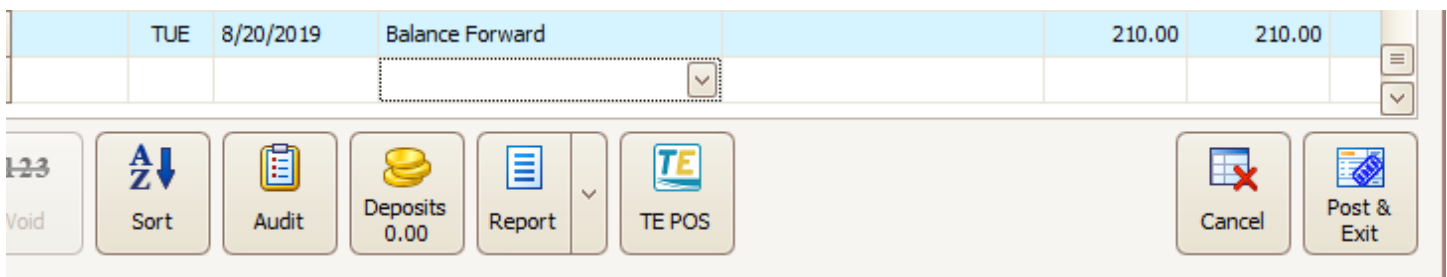 TUE 8/20/2019 Balance Forward 210.00 210.00
123
Void
A
Z
Sort
Audit
Deposits
0.00
Report
TE
TE POS
Cancel
Post &
Exit